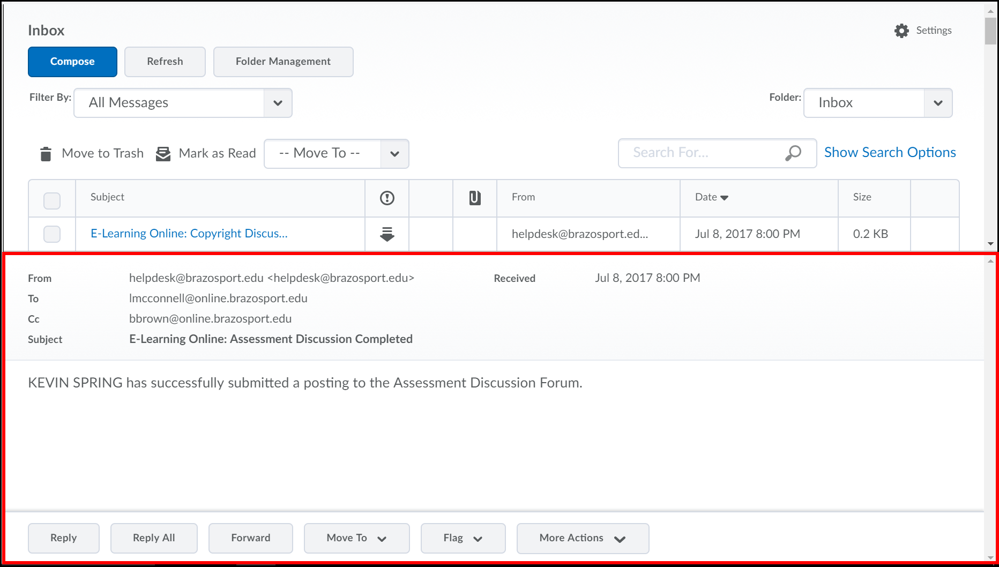 Inbox
Settings
Compose Refresh Folder Management
Filter By: All Messages Folder: Inbox
Move to Trash Mark as Read -- Move To -- Search For... Show Search Options
Subject From Date Size
E-Learning Online: Copyright Discus... helpdesk@brazosport.ed... Jul 8, 2017 8:00 PM 0.2 KB
From helpdesk@brazosport.edu <helpdesk@brazosport.edu> Received Jul 8, 2017 8:00 PM
To lmcconnell@online.brazosport.edu
Cc bbrown@online.brazosport.edu
Subject E-Learning Online: Assessment Discussion Completed
KEVIN SPRING has successfully submitted a posting to the Assessment Discussion Forum.
Reply Reply All Forward Move To Flag More Actions